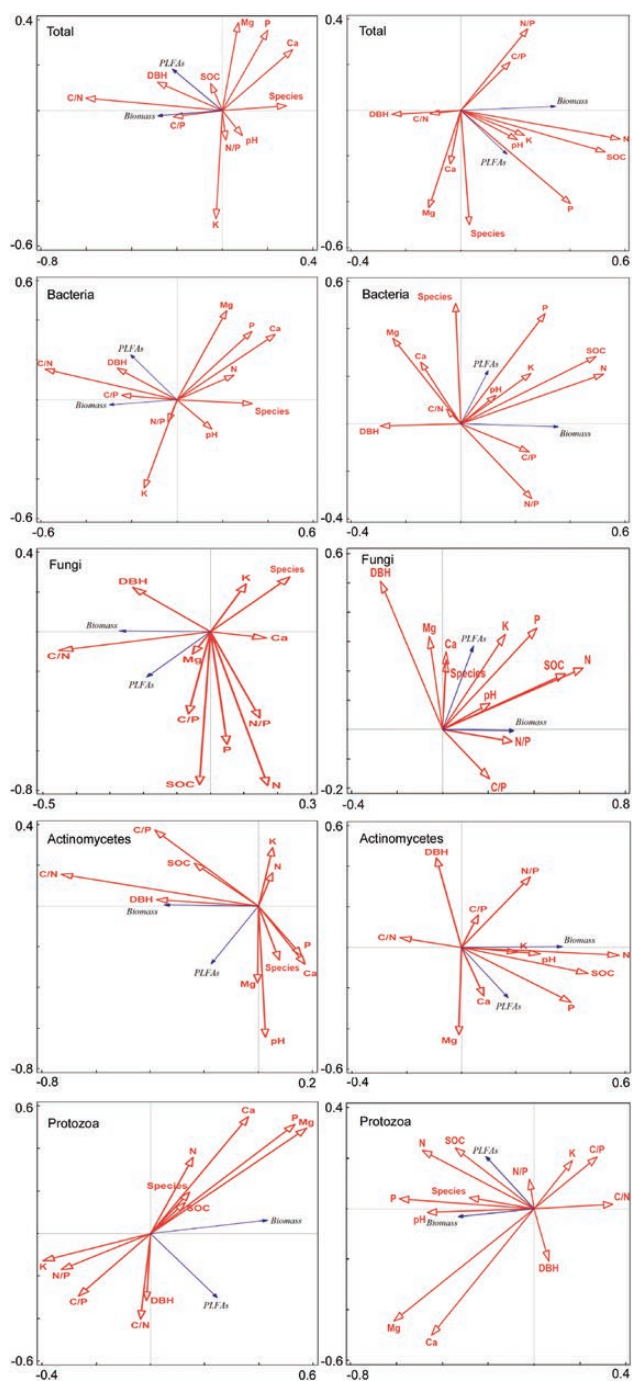 0.4
Total
Mg
P
Ca
PLFAs
DBH
SOC
C/N
Species
Biomass
C/P
N/P
pH
K
-0.6
-0.8
0.4
Total
N/P
C/P
Biomass
DBH
C/N
K
pH
N
SOC
PLFAs
Ca
Mg
P
Species
-0.4
0.6
0.6
Bacteria
Mg
P
Ca
PLFAs
C/N
DBH
N
C/P
Biomass
Species
N/P
pH
K
-0.6
-0.6
0.6
0.6
Bacteria
Species
P
Mg
SOC
Ca
PLFAs
K
N
pH
C/N
DBH
Biomass
C/P
N/P
-0.4
-0.4
0.6
0.4
Fungi
Species
DBH
K
Biomass
Ca
C/N
Mg
PLFAs
C/P
N/P
P
SOC
N
-0.8
-0.5
0.3
0.6
Fungi
DBH
Mg
K
P
Ca
PLFAs
Species
SOC
N
pH
Biomass
N/P
C/P
-0.2
-0.4
0.8
0.4
Actinomycetes
C/P
K
SOC
N
C/N
DBH
Biomass
P
Species
PLFAs
Ca
Mg
pH
-0.8
-0.8
0.2
0.6
Actinomycetes
DBH
N/P
C/P
C/N
K
Biomass
pH
N
SOC
Ca
PLFAs
P
Mg
-0.6
-0.4
0.6
0.6
Protozoa
Ca
P
Mg
N
Species
SOC
Biomass
K
N/P
C/P
DBH
PLFAs
C/N
-0.6
-0.4
0.6
0.4
Protozoa
N
SOC
PLFAs
K
C/P
N/P
P
Species
C/N
pH
Biomass
DBH
Mg
Ca
-0.6
-0.6
0.4